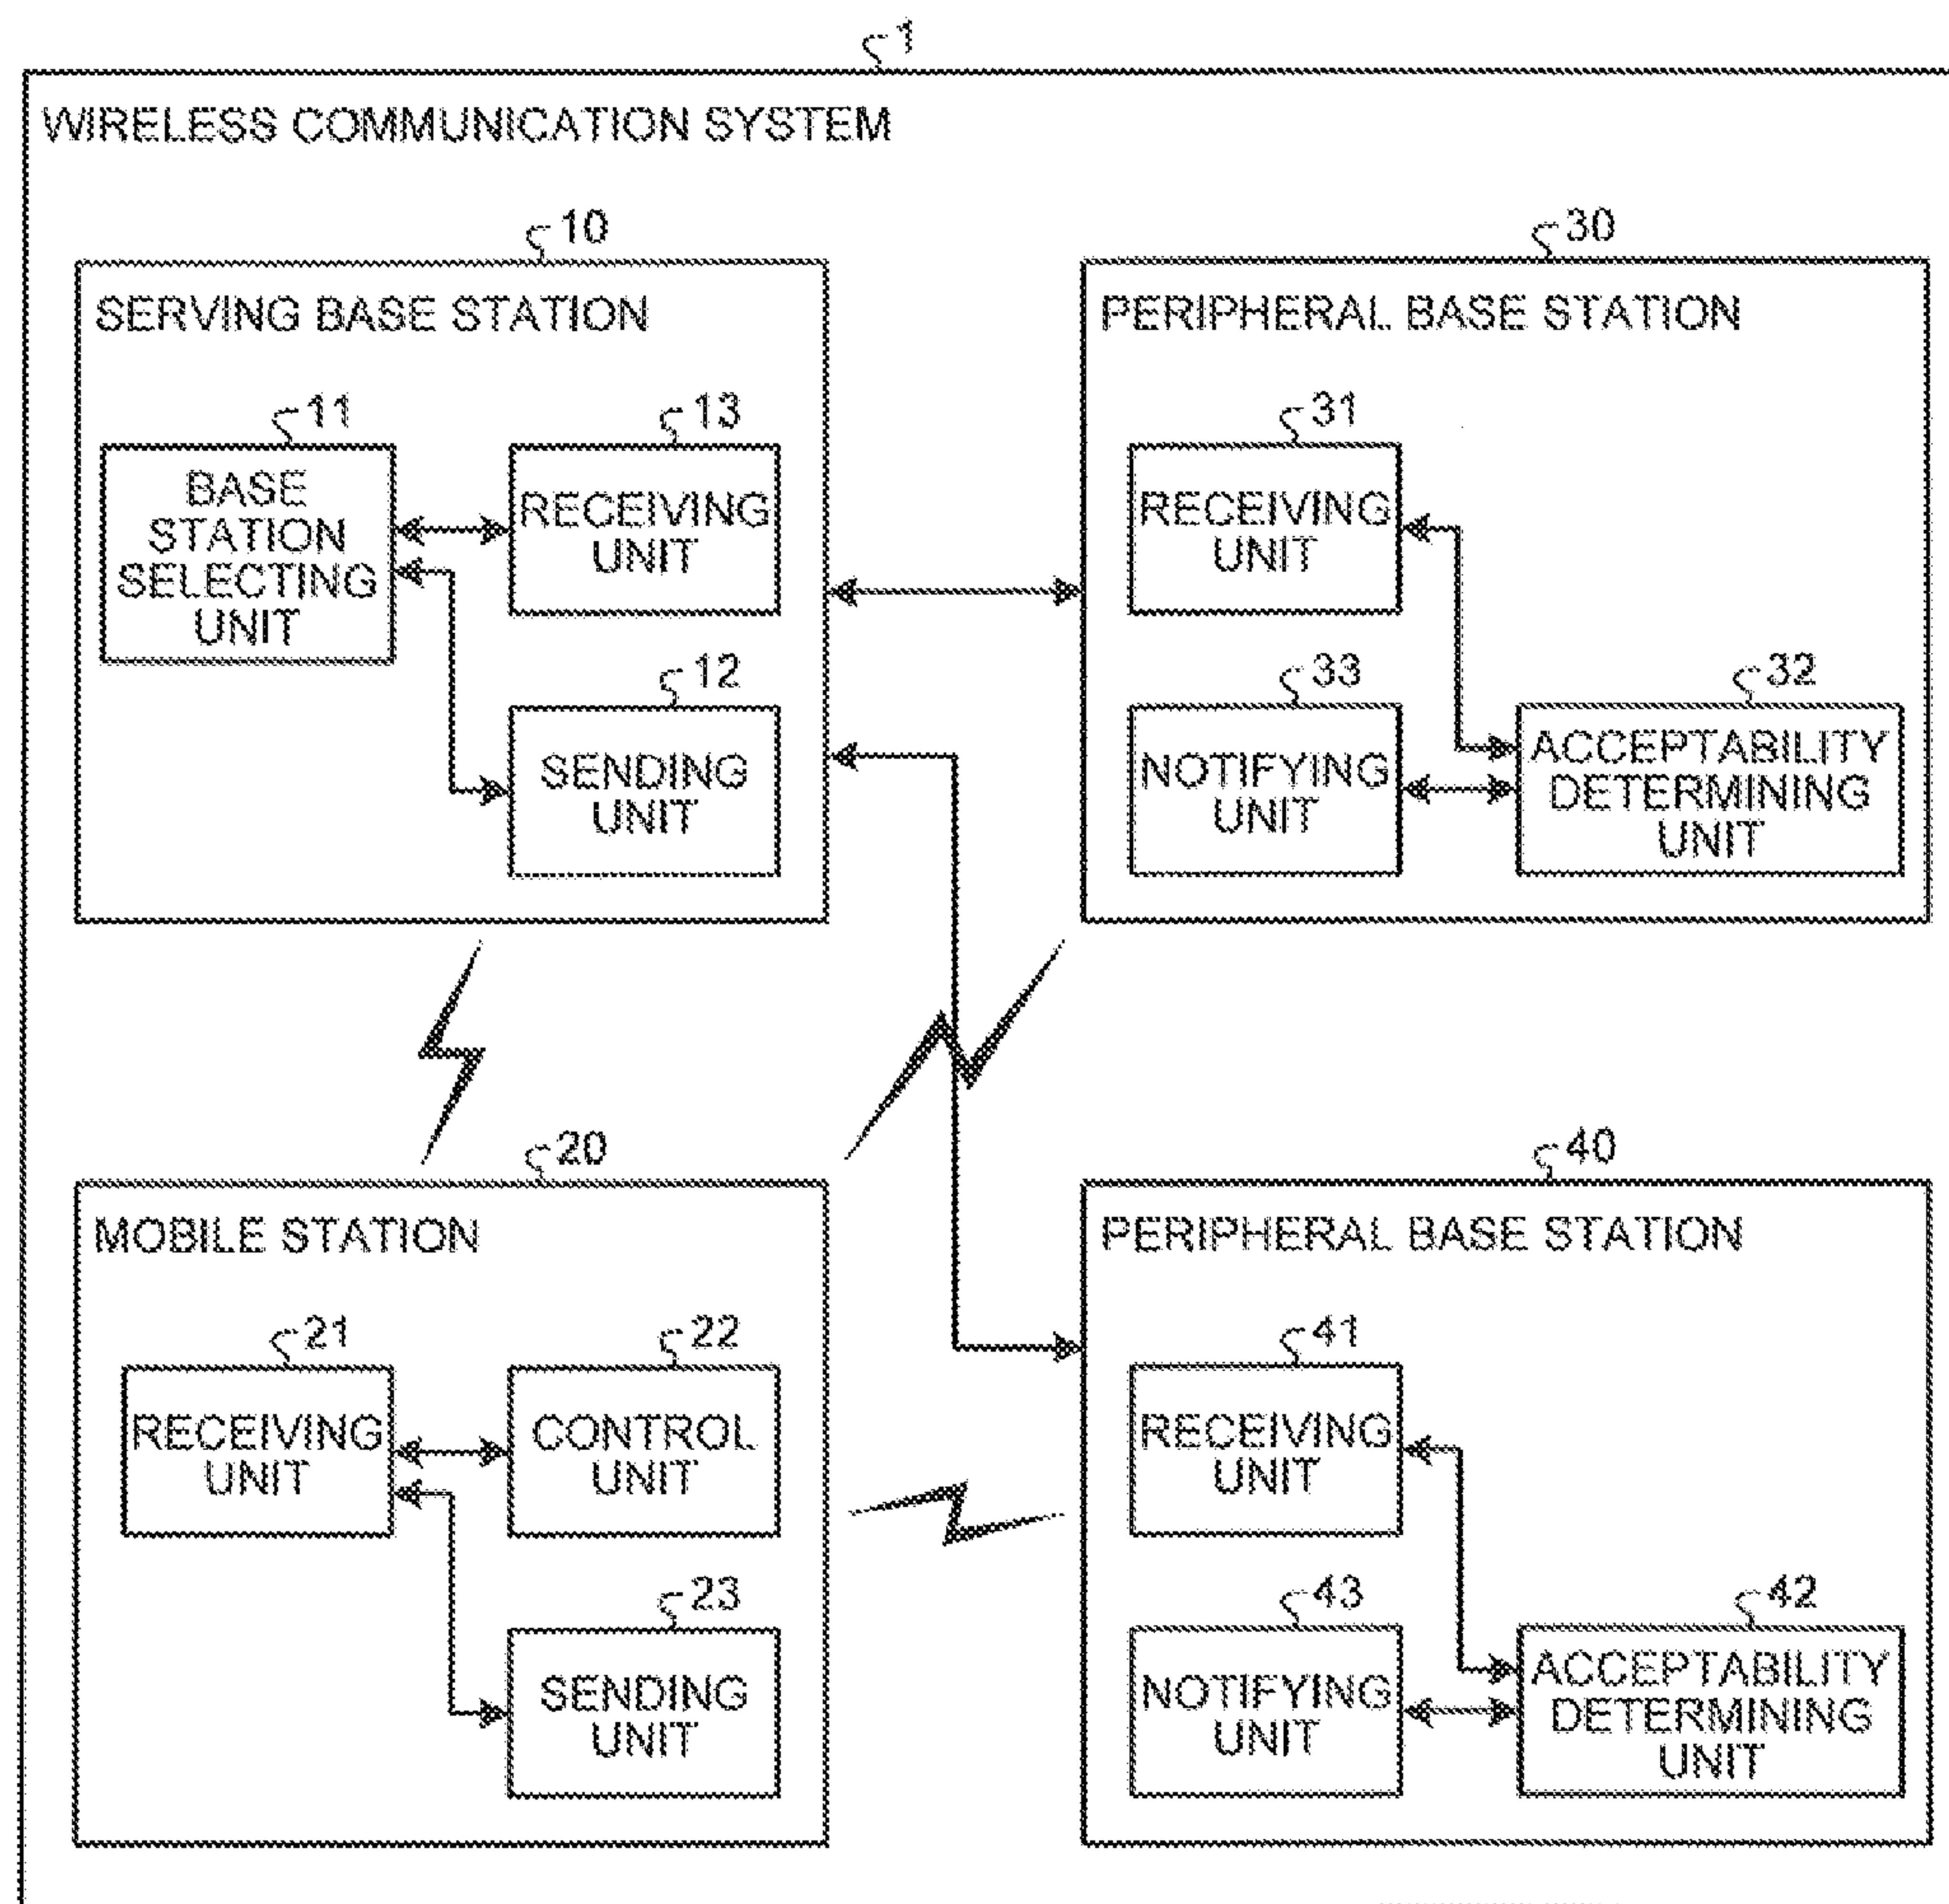 1
WIRELESS COMMUNICATION SYSTEM
10
SERVING BASE STATION
11
BASE
STATION
SELECTING
UNIT
13
RECEIVING
UNIT
12
SENDING
UNIT
30
PERIPHERAL BASE STATION
31
RECEIVING
UNIT
33
NOTIFYING
UNIT
32
ACCEPTABILITY
DETERMINING
UNIT
20
MOBILE STATION
21
RECEIVING
UNIT
22
CONTROL
UNIT
23
SENDING
UNIT
40
PERIPHERAL BASE STATION
41
RECEIVING
UNIT
43
NOTIFYING
UNIT
42
ACCEPTABILITY
DETERMINING
UNIT